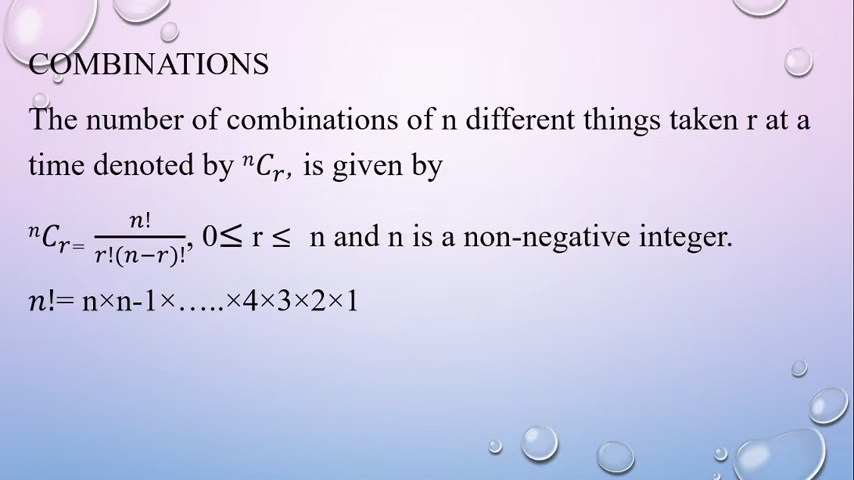 COMBINATIONS
The number of combinations of n different things taken r at a
time denoted by ⁿCᵣ, is given by
ⁿCᵣ₌ n!/r!(n−r)!, 0≤ r ≤ n and n is a non-negative integer.
n!= n×n-1×…..×4×3×2×1